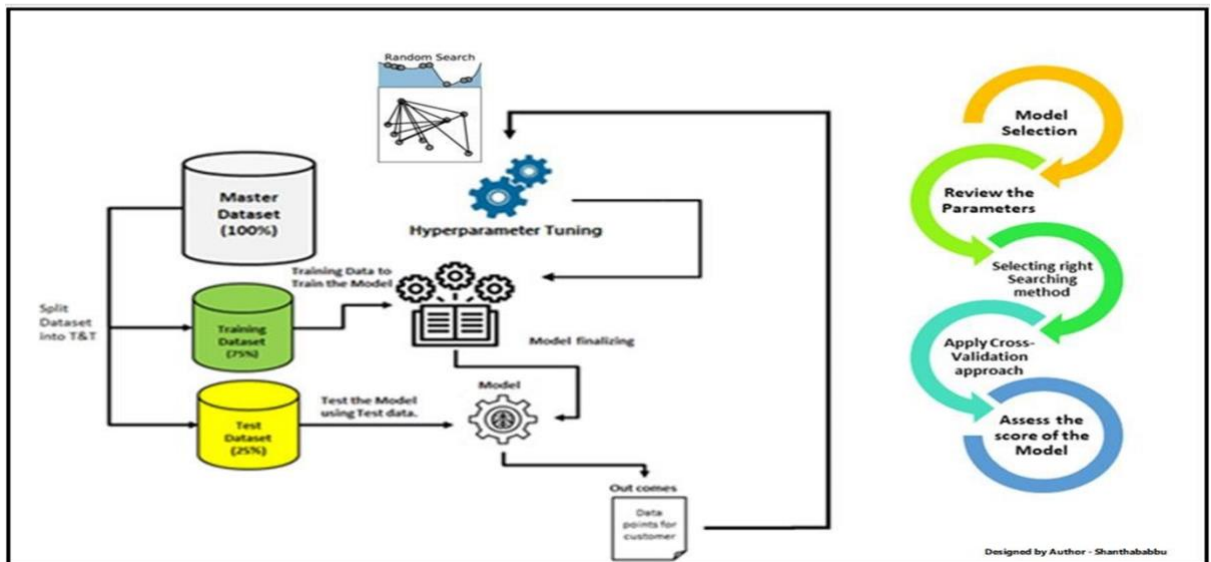 Random Search
Master
Dataset
(100%)
Hyperparameter Tuning
Training Data to
Train the Model
Split
Dataset
into T&T
Training
Dataset
(75%)
Model finalizing
Test the Model
using Test data.
Model
Test
Dataset
(25%)
Out comes
Data
points for
customer
Model
Selection
Review the
Parameters
Selecting right
Searching
method
Apply Cross-
Validation
approach
Assess the
score of the
Model
Designed by Author - Shanthababbu